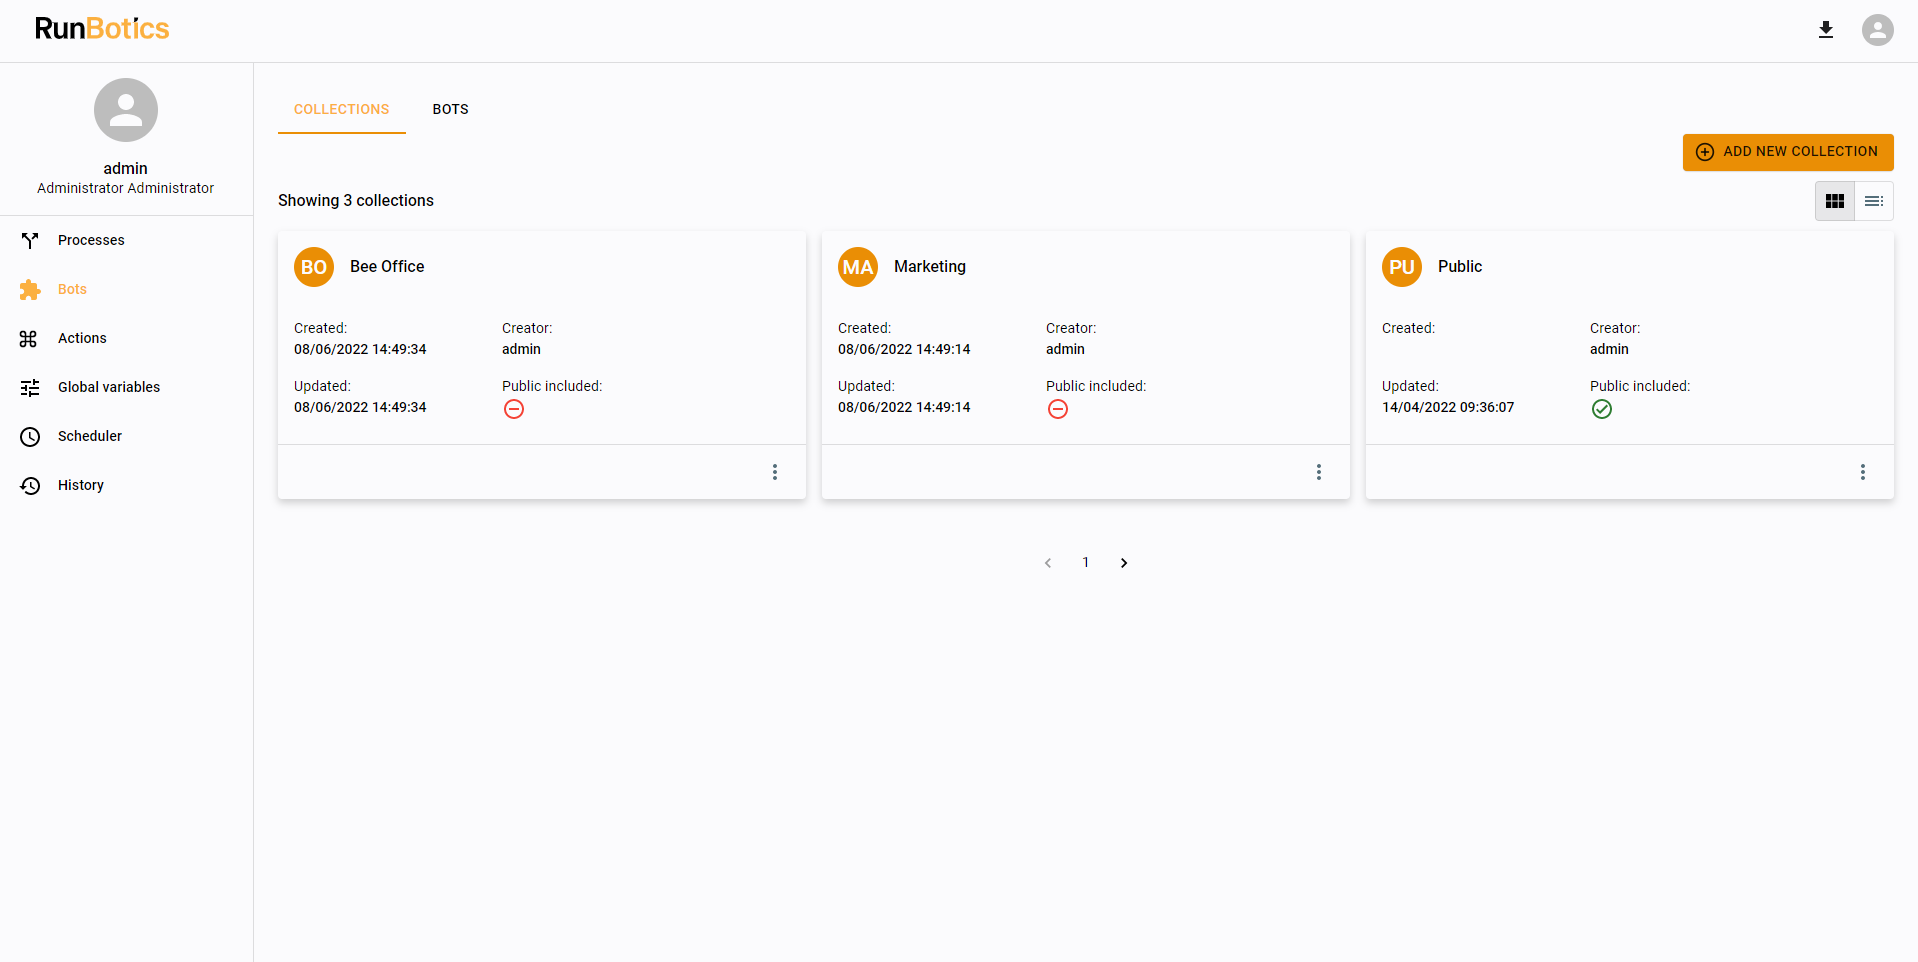 RunBotics
admin
Administrator Administrator
Processes
Bots
Actions
Global variables
Scheduler
History
COLLECTIONS BOTS
ADD NEW COLLECTION
Showing 3 collections
BO Bee Office
Created: Creator:
08/06/2022 14:49:34 admin
Updated: Public included:
08/06/2022 14:49:34
MA Marketing
Created: Creator:
08/06/2022 14:49:14 admin
Updated: Public included:
08/06/2022 14:49:14
PU Public
Created: Creator:
admin
Updated: Public included:
14/04/2022 09:36:07
1